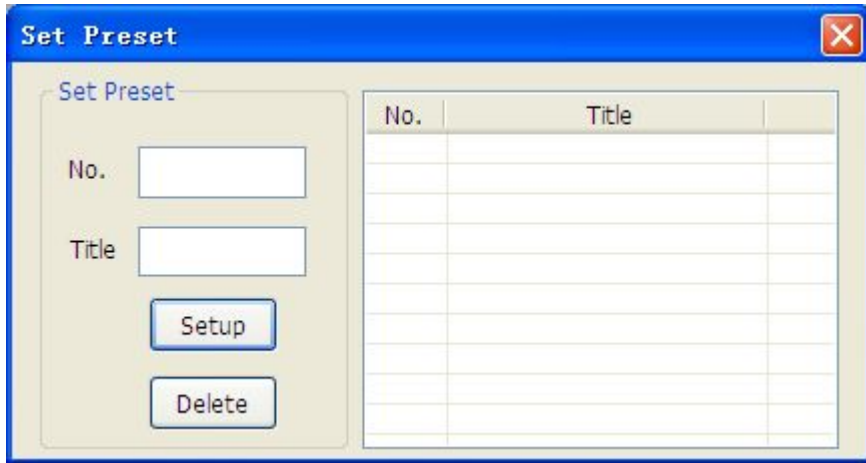 Set Preset
Set Preset
No.
Title
Setup
Delete
No. Title